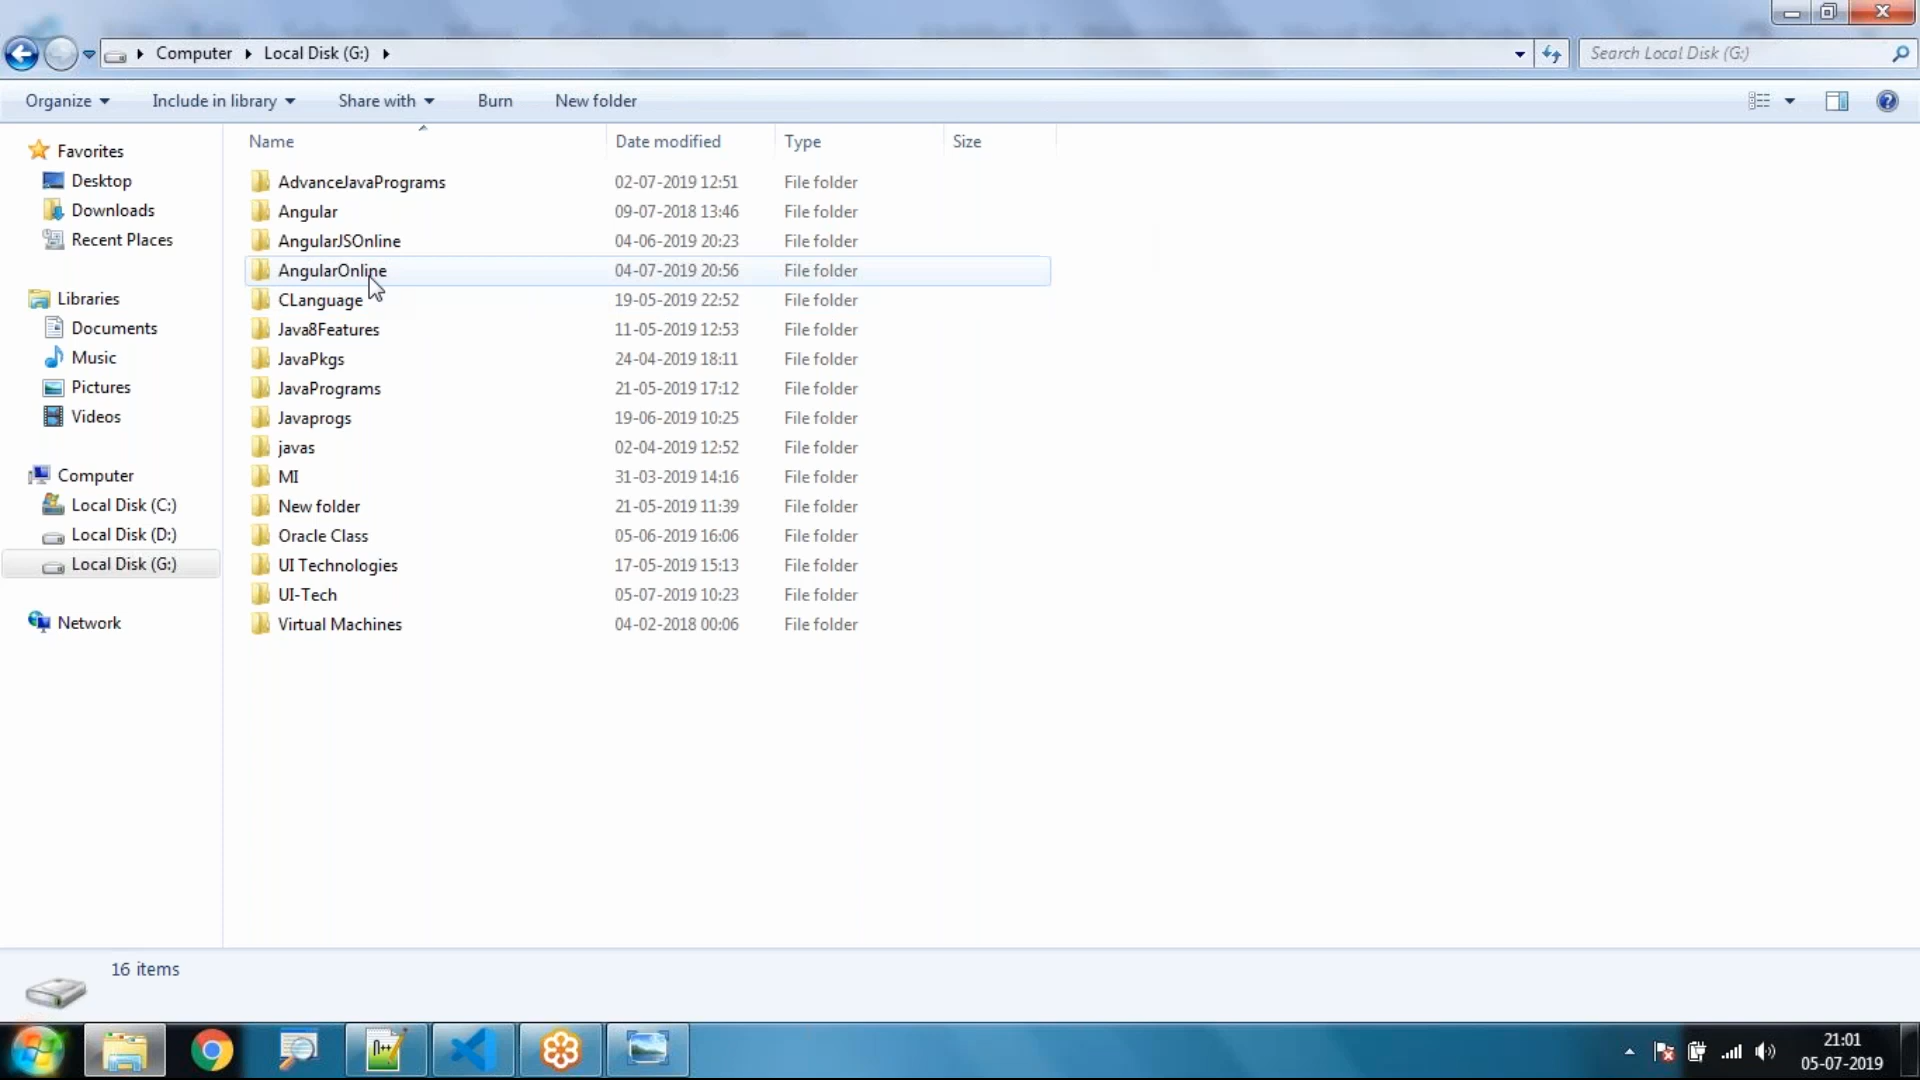 Computer Local Disk (G:)
Search Local Disk (G:)
Organize Include in library Share with Burn New folder
Name Date modified Type Size
Favorites
Desktop
Downloads
Recent Places
Libraries
Documents
Music
Pictures
Videos
Computer
Local Disk (C:)
Local Disk (D:)
Local Disk (G:)
Network
AdvanceJavaPrograms 02-07-2019 12:51 File folder
Angular 09-07-2018 13:46 File folder
AngularJSOnline 04-06-2019 20:23 File folder
AngularOnline 04-07-2019 20:56 File folder
CLanguage 19-05-2019 22:52 File folder
Java8Features 11-05-2019 12:53 File folder
JavaPkgs 24-04-2019 18:11 File folder
JavaPrograms 21-05-2019 17:12 File folder
Javaprogs 19-06-2019 10:25 File folder
javas 02-04-2019 12:52 File folder
MI 31-03-2019 14:16 File folder
New folder 21-05-2019 11:39 File folder
Oracle Class 05-06-2019 16:06 File folder
UI Technologies 17-05-2019 15:13 File folder
UI-Tech 05-07-2019 10:23 File folder
Virtual Machines 04-02-2018 00:06 File folder
16 items
21:01
05-07-2019